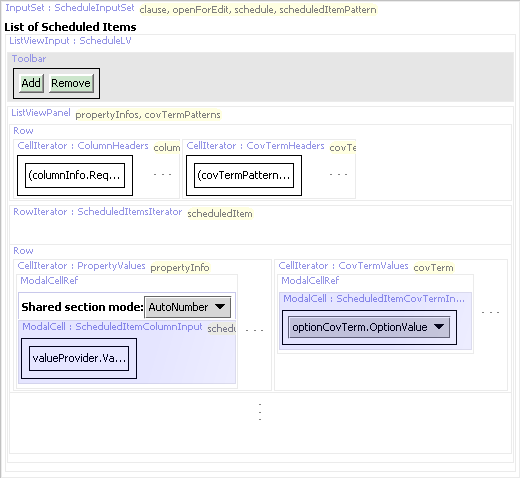 InputSet : ScheduleInputSet clause, openForEdit, schedule, scheduledItemPattern
List of Scheduled Items
ListViewInput : ScheduleLV
Toolbar
Add Remove
ListViewPanel propertyInfos, covTermPatterns
Row
CellIterator : ColumnHeaders colum CellIterator : CovTermHeaders covTe
(columnInfo.Req... - - - (covTermPattern... - - -
RowIterator : ScheduledItemsIterator scheduledItem
Row
CellIterator : PropertyValues propertyInfo CellIterator : CovTermValues covTerm
ModalCellRef ModalCellRef
Shared section mode: AutoNumber ModalCell : ScheduledItemCovTermIn...
ModalCell : ScheduledItemColumnInput schedu - - - optionCovTerm.OptionValue - - -
valueProvider.Va...